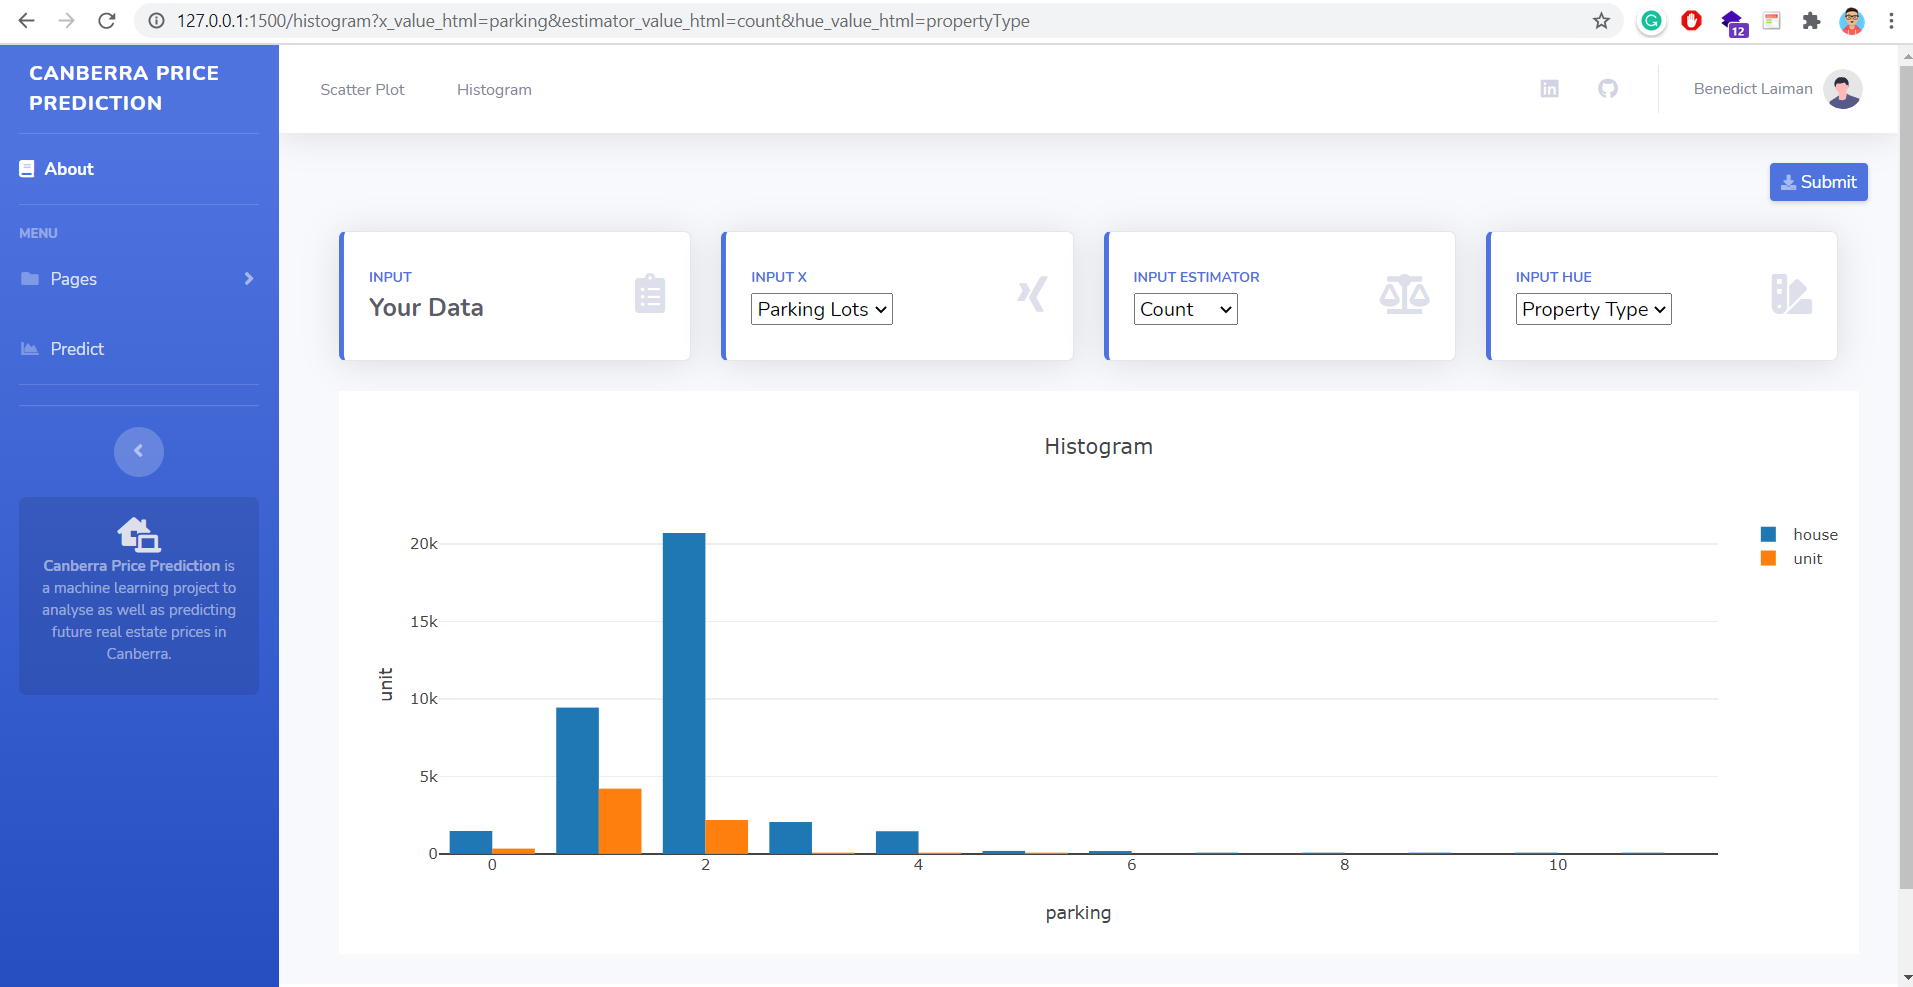 127.0.0.1:1500/histogram?x_value_html=parking&estimator_value_html=count&hue_value_html=propertyType
12
CANBERRA PRICE
PREDICTION
About
MENU
Pages
Predict
Canberra Price Prediction is
a machine learning project to
analyse as well as predicting
future real estate prices in
Canberra.
Scatter Plot
Histogram
Benedict Laiman
Submit
INPUT
Your Data
INPUT X
Parking Lots
INPUT ESTIMATOR
Count
INPUT HUE
Property Type
Histogram
house
unit
20k
15k
10k
5k
0
unit
0 2 4 6 8 10
parking